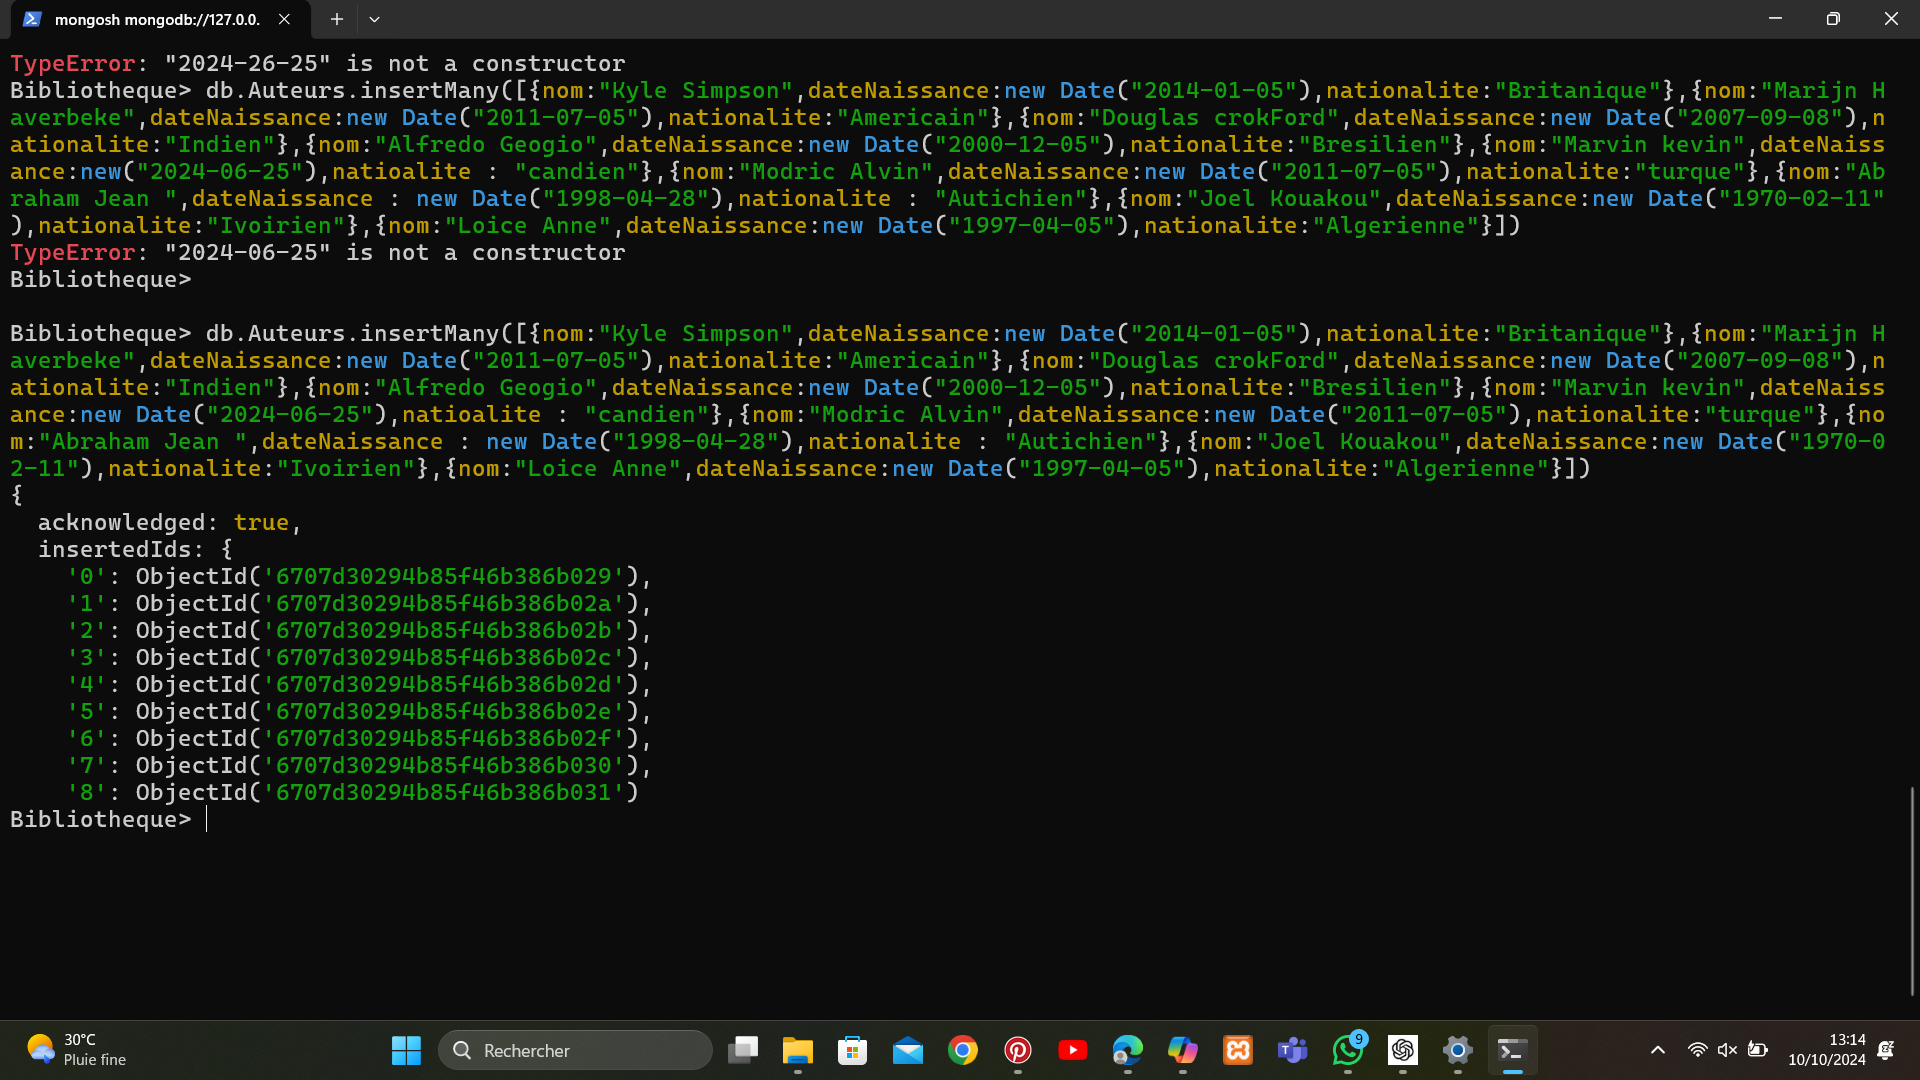 mongosh mongodb://127.0.0.
TypeError: "2024-26-25" is not a constructor
Bibliotheque> db.Auteurs.insertMany([{nom:"Kyle Simpson",dateNaissance:new Date("2014-01-05"),nationalite:"Britanique"},{nom:"Marijn H
averbeke",dateNaissance:new Date("2011-07-05"),nationalite:"Americain"},{nom:"Douglas crokFord",dateNaissance:new Date("2007-09-08"),n
ationalite:"Indien"},{nom:"Alfredo Geogio",dateNaissance:new Date("2000-12-05"),nationalite:"Bresilien"},{nom:"Marvin kevin",dateNaiss
ance:new("2024-06-25"),natioalite : "candien"},{nom:"Modric Alvin",dateNaissance:new Date("2011-07-05"),nationalite:"turque"},{nom:"Ab
raham Jean ",dateNaissance : new Date("1998-04-28"),nationalite : "Autichien"},{nom:"Joel Kouakou",dateNaissance:new Date("1970-02-11"
),nationalite:"Ivoirien"},{nom:"Loice Anne",dateNaissance:new Date("1997-04-05"),nationalite:"Algerienne"}])
TypeError: "2024-06-25" is not a constructor
Bibliotheque>
Bibliotheque> db.Auteurs.insertMany([{nom:"Kyle Simpson",dateNaissance:new Date("2014-01-05"),nationalite:"Britanique"},{nom:"Marijn H
averbeke",dateNaissance:new Date("2011-07-05"),nationalite:"Americain"},{nom:"Douglas crokFord",dateNaissance:new Date("2007-09-08"),n
ationalite:"Indien"},{nom:"Alfredo Geogio",dateNaissance:new Date("2000-12-05"),nationalite:"Bresilien"},{nom:"Marvin kevin",dateNaiss
ance:new Date("2024-06-25"),natioalite : "candien"},{nom:"Modric Alvin",dateNaissance:new Date("2011-07-05"),nationalite:"turque"},{no
m:"Abraham Jean ",dateNaissance : new Date("1998-04-28"),nationalite : "Autichien"},{nom:"Joel Kouakou",dateNaissance:new Date("1970-0
2-11"),nationalite:"Ivoirien"},{nom:"Loice Anne",dateNaissance:new Date("1997-04-05"),nationalite:"Algerienne"}])
{
acknowledged: true,
insertedIds: {
'0': ObjectId('6707d30294b85f46b386b029'),
'1': ObjectId('6707d30294b85f46b386b02a'),
'2': ObjectId('6707d30294b85f46b386b02b'),
'3': ObjectId('6707d30294b85f46b386b02c'),
'4': ObjectId('6707d30294b85f46b386b02d'),
'5': ObjectId('6707d30294b85f46b386b02e'),
'6': ObjectId('6707d30294b85f46b386b02f'),
'7': ObjectId('6707d30294b85f46b386b030'),
'8': ObjectId('6707d30294b85f46b386b031')
Bibliotheque>
30°C
Pluie fine
Rechercher
9
13:14
10/10/2024